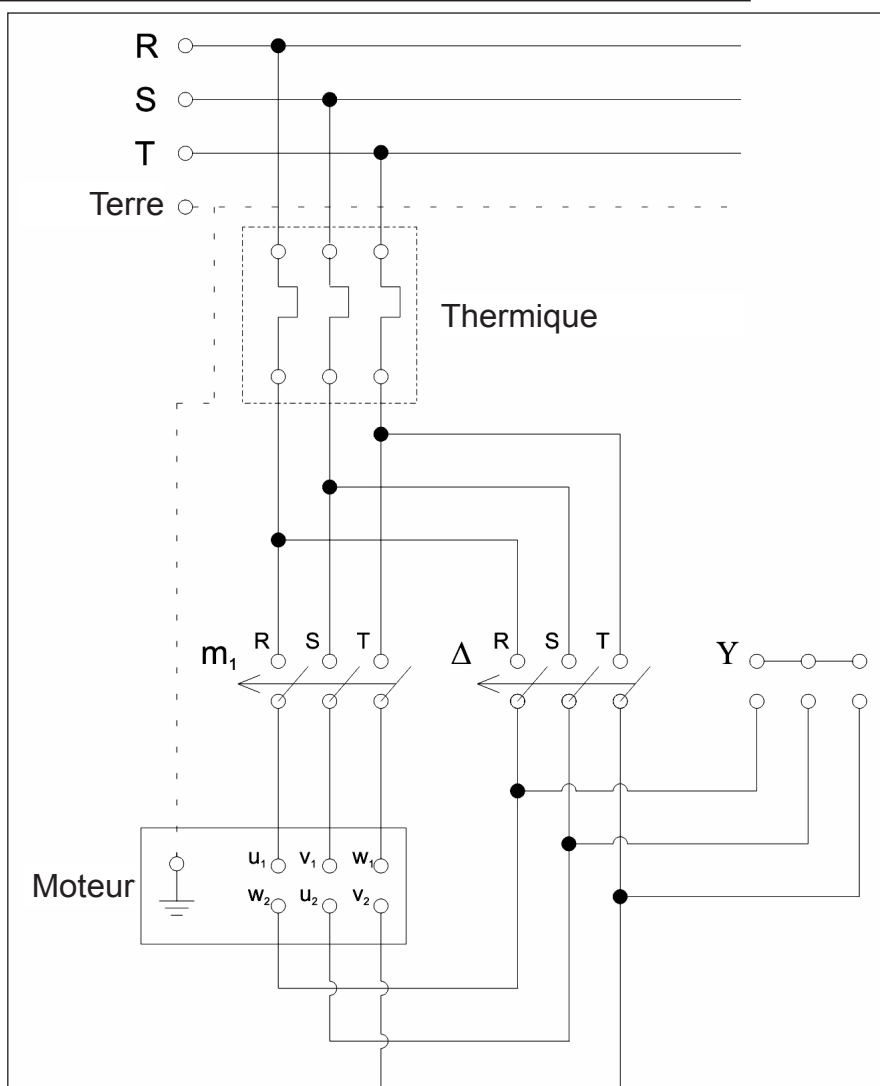 R
S
T
Terre
Thermique
m₁ R S T
Δ R S T
Y
Moteur
u₁ v₁ w₁
w₂ u₂ v₂